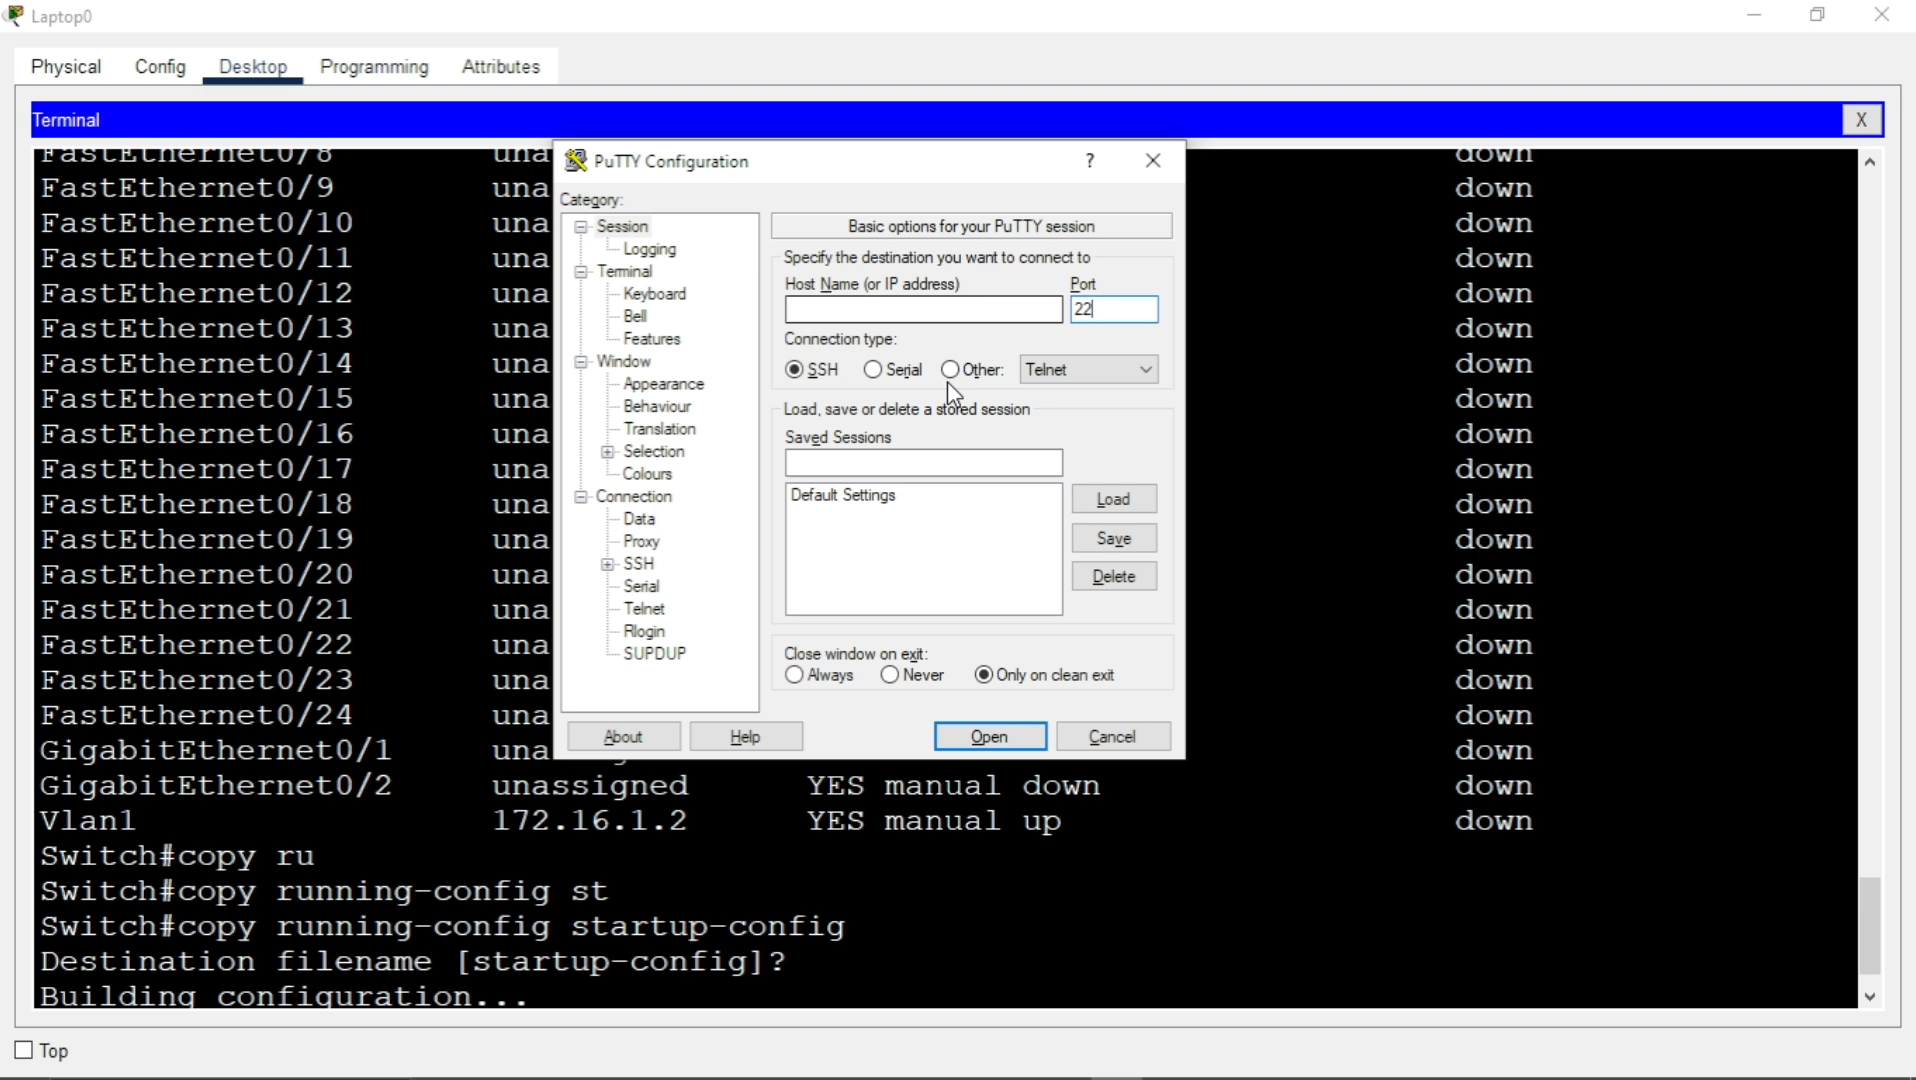 Laptop0
Physical Config Desktop Programming Attributes
Terminal X
FastEthernet0/8 una down
FastEthernet0/9 una down
FastEthernet0/10 una down
FastEthernet0/11 una down
FastEthernet0/12 una down
FastEthernet0/13 una down
FastEthernet0/14 una down
FastEthernet0/15 una down
FastEthernet0/16 una down
FastEthernet0/17 una down
FastEthernet0/18 una down
FastEthernet0/19 una down
FastEthernet0/20 una down
FastEthernet0/21 una down
FastEthernet0/22 una down
FastEthernet0/23 una down
FastEthernet0/24 una down
GigabitEthernet0/1 una down
GigabitEthernet0/2 unassigned YES manual down down
Vlan1 172.16.1.2 YES manual up down
Switch#copy ru
Switch#copy running-config st
Switch#copy running-config startup-config
Destination filename [startup-config]?
Building configuration...
PuTTY Configuration ? 
Category:
Session
Logging
Terminal
Keyboard
Bell
Features
Window
Appearance
Behaviour
Translation
Selection
Colours
Connection
Data
Proxy
SSH
Serial
Telnet
Rlogin
SUPDUP
Basic options for your PuTTY session
Specify the destination you want to connect to
Host Name (or IP address) Port
22
Connection type:
SSH Serial Other: Telnet
Load, save or delete a stored session
Saved Sessions
Default Settings
Load
Save
Delete
Close window on exit:
Always Never Only on clean exit
About Help Open Cancel
Top